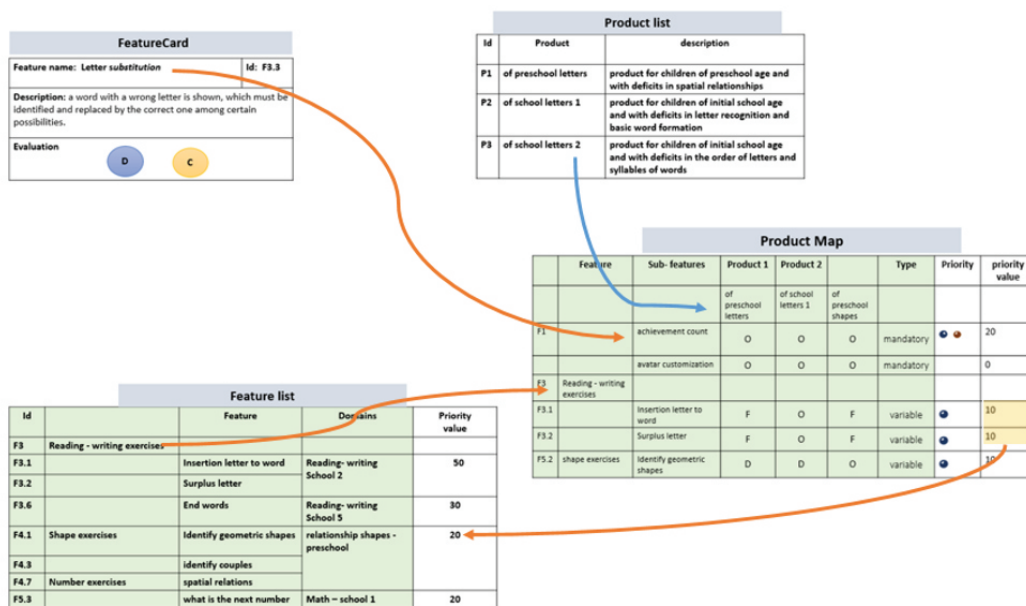 FeatureCard
Feature name: Letter substitution Id: F3.3
Description: a word with a wrong letter is shown, which must be
identified and replaced by the correct one among certain
possibilities.
Evaluation
D C
Product list
Id Product description
P1 of preschool letters product for children of preschool age and
with deficits in spatial relationships
P2 of school letters 1 product for children of initial school age
and with deficits in letter recognition and
basic word formation
P3 of school letters 2 product for children of initial school age
and with deficits in the order of letters and
syllables of words
Product Map
Feature Sub- features Product 1 Product 2 Type Priority priority
value
of of school of
preschool letters 1 preschool
letters shapes
F1 achievement count O O O mandatory 20
avatar customization O O O mandatory 0
F3 Reading - writing
exercises
F3.1 Insertion letter to F O F variable 10
word
F3.2 Surplus letter F O F variable 10
F5.2 shape exercises Identify geometric D D O variable 10
shapes
Feature list
Id Feature Domains Priority
value
F3 Reading - writing exercises
F3.1 Insertion letter to word Reading- writing 50
School 2
F3.2 Surplus letter
F3.6 End words Reading- writing 30
School 5
F4.1 Shape exercises Identify geometric shapes relationship shapes - 20
preschool
F4.3 identify couples
F4.7 Number exercises spatial relations
F5.3 what is the next number Math – school 1 20